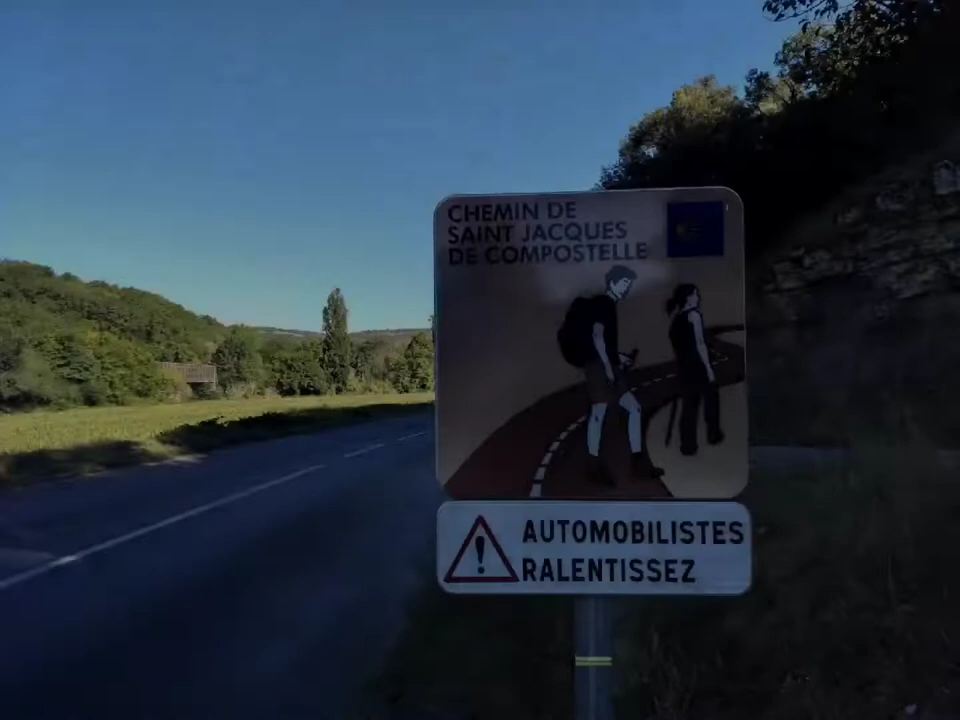 CHEMIN DE
SAINT JACQUES
DE COMPOSTELLE
AUTOMOBILISTES
RALENTISSEZ